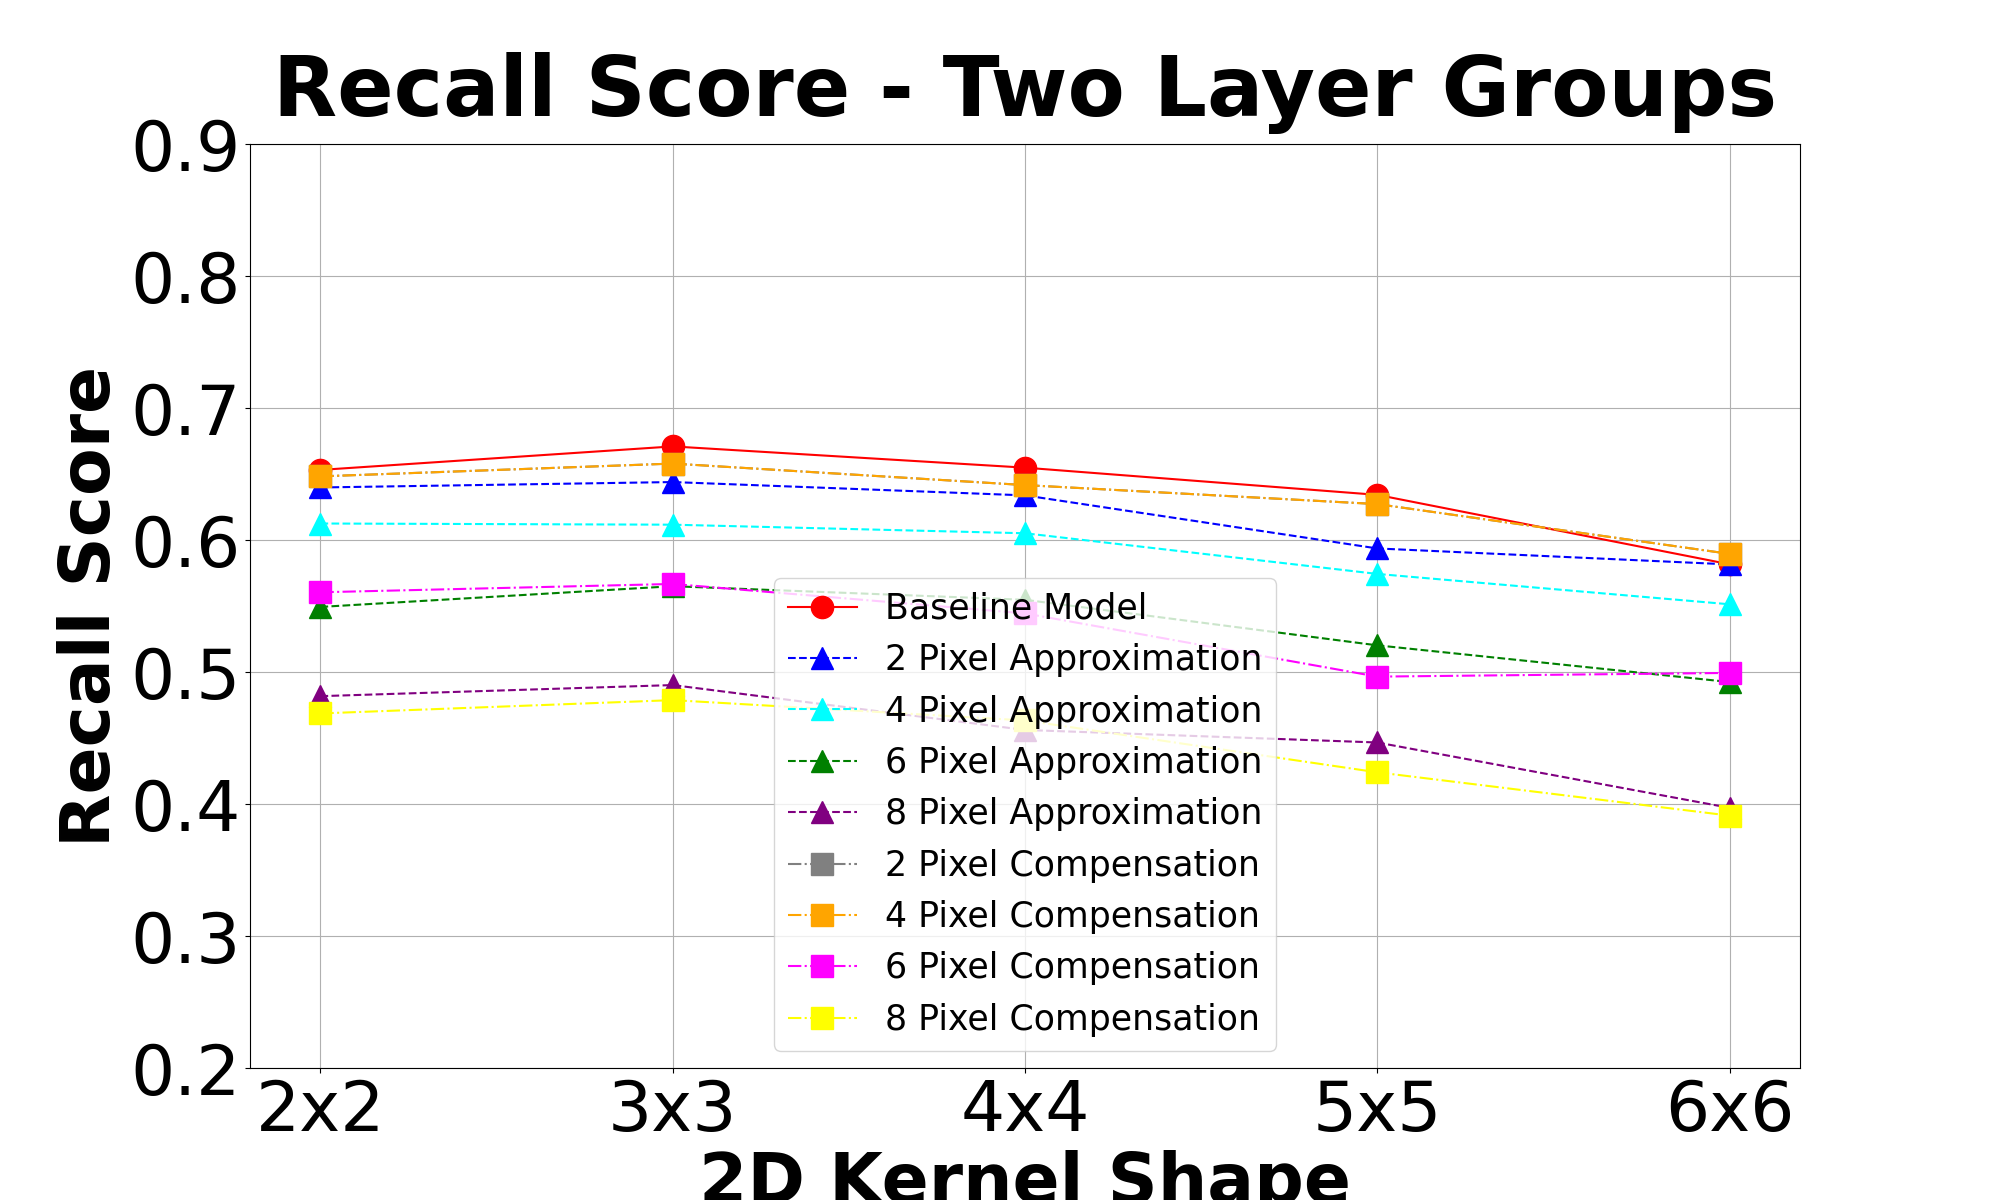 Recall Score - Two Layer Groups
Recall Score
0.9
0.8
0.7
0.6
0.5
0.4
0.3
0.2
Baseline Model
2 Pixel Approximation
4 Pixel Approximation
6 Pixel Approximation
8 Pixel Approximation
2 Pixel Compensation
4 Pixel Compensation
6 Pixel Compensation
8 Pixel Compensation
2x2 3x3 4x4 5x5 6x6
2D Kernel Shape